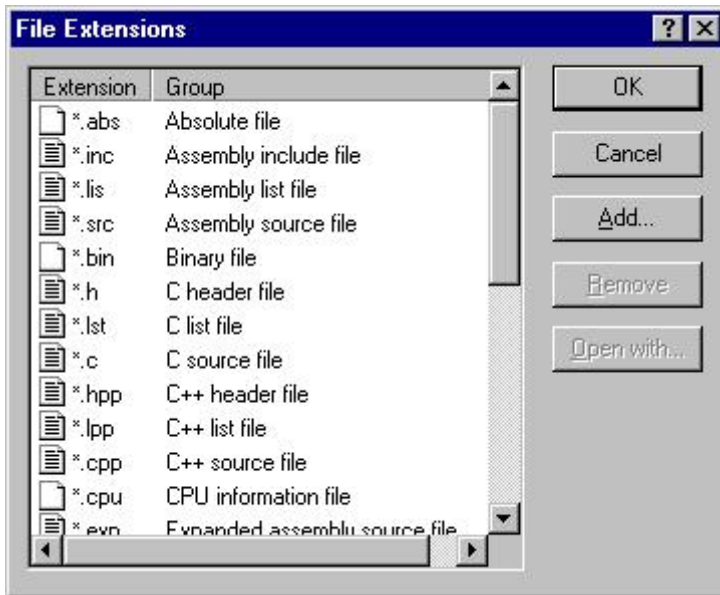 File Extensions
Extension Group
*.abs Absolute file
*.inc Assembly include file
*.lis Assembly list file
*.src Assembly source file
*.bin Binary file
*.h C header file
*.lst C list file
*.c C source file
*.hpp C++ header file
*.lpp C++ list file
*.cpp C++ source file
*.cpu CPU information file
*.exp Expanded assembly source file
OK
Cancel
Add...
Remove
Open with...